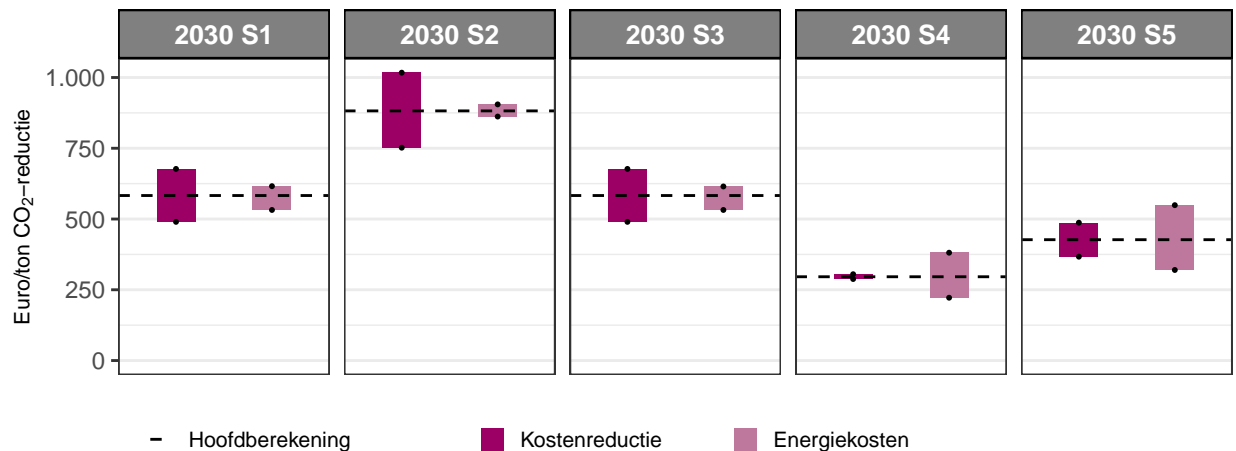 2030 S1 2030 S2 2030 S3 2030 S4 2030 S5
Euro/ton CO₂−reductie
1.000
750
500
250
0
Hoofdberekening Kostenreductie Energiekosten